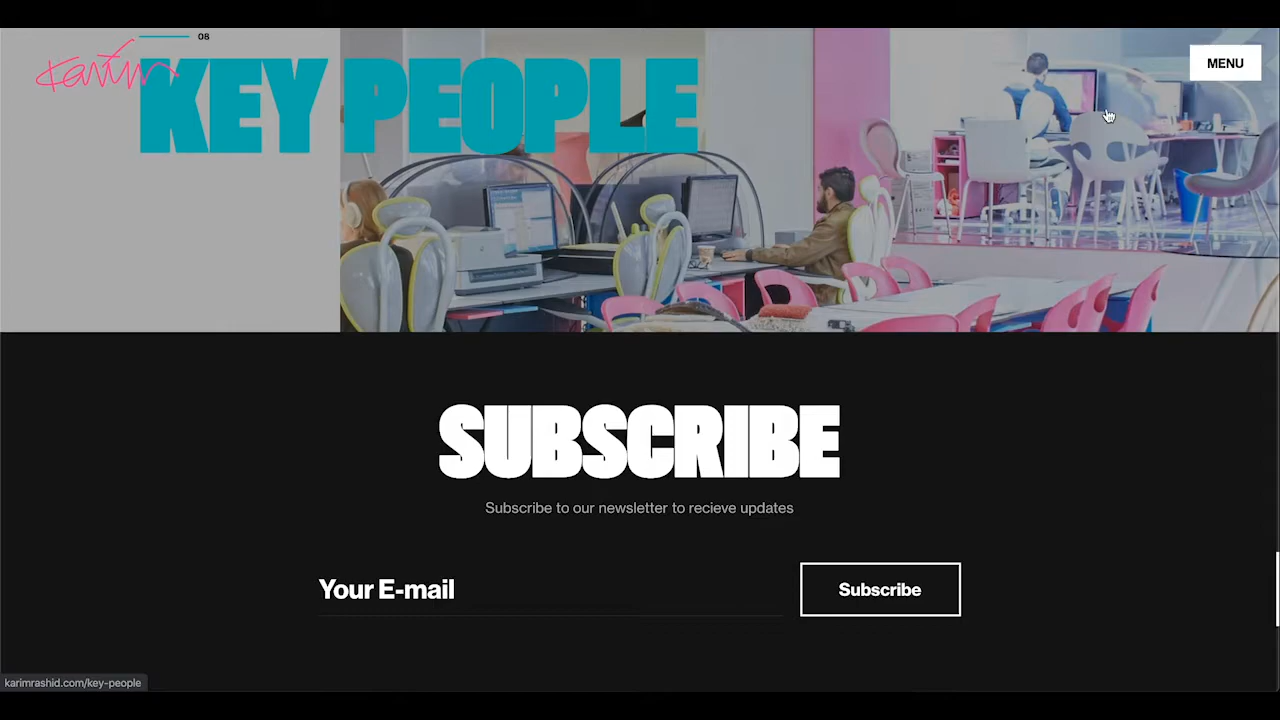 08
Karim
KEY PEOPLE
MENU
SUBSCRIBE
Subscribe to our newsletter to recieve updates
Your E-mail
Subscribe
karimrashid.com/key-people